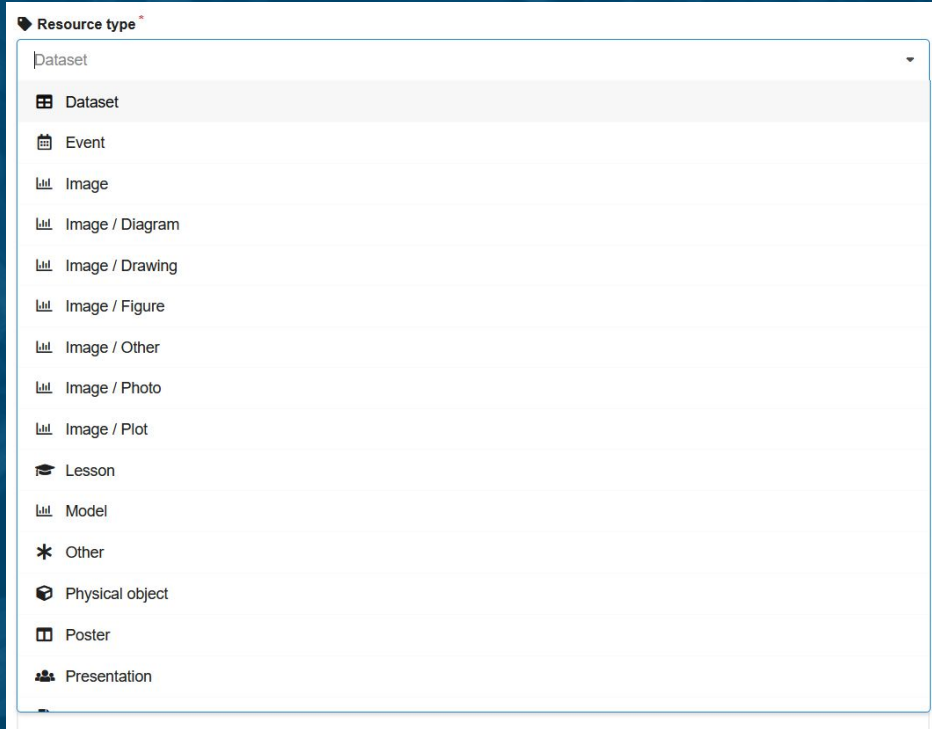 Resource type*
Dataset
Dataset
Event
Image
Image / Diagram
Image / Drawing
Image / Figure
Image / Other
Image / Photo
Image / Plot
Lesson
Model
Other
Physical object
Poster
Presentation